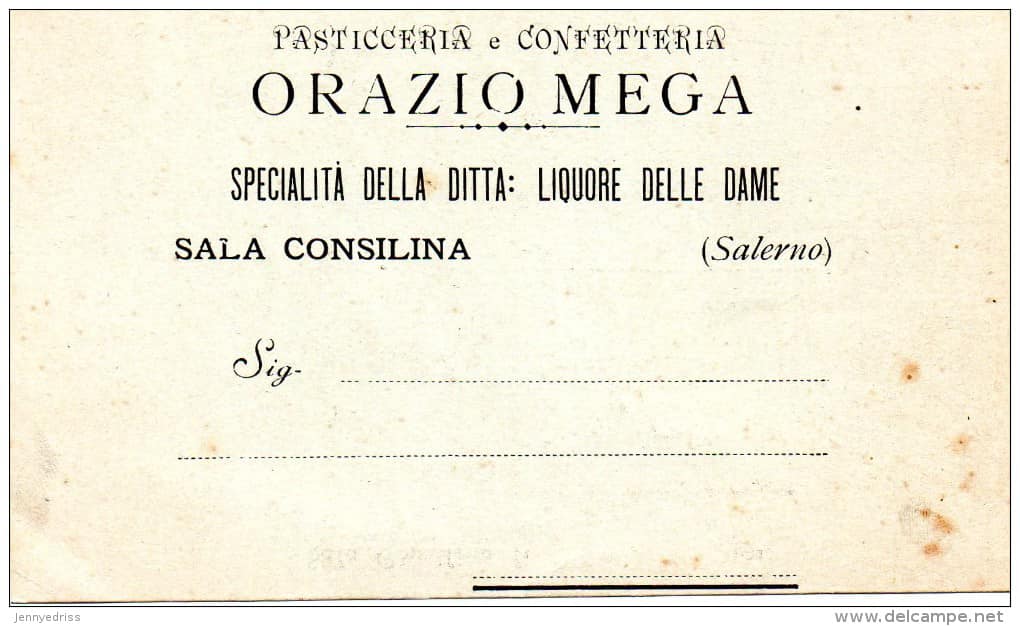 PASTICCERIA e CONFETTERIA
ORAZIO MEGA
SPECIALITÀ DELLA DITTA: LIQUORE DELLE DAME
SALA CONSILINA (Salerno)
Sig-
jennyedriss
www.delcampe.net